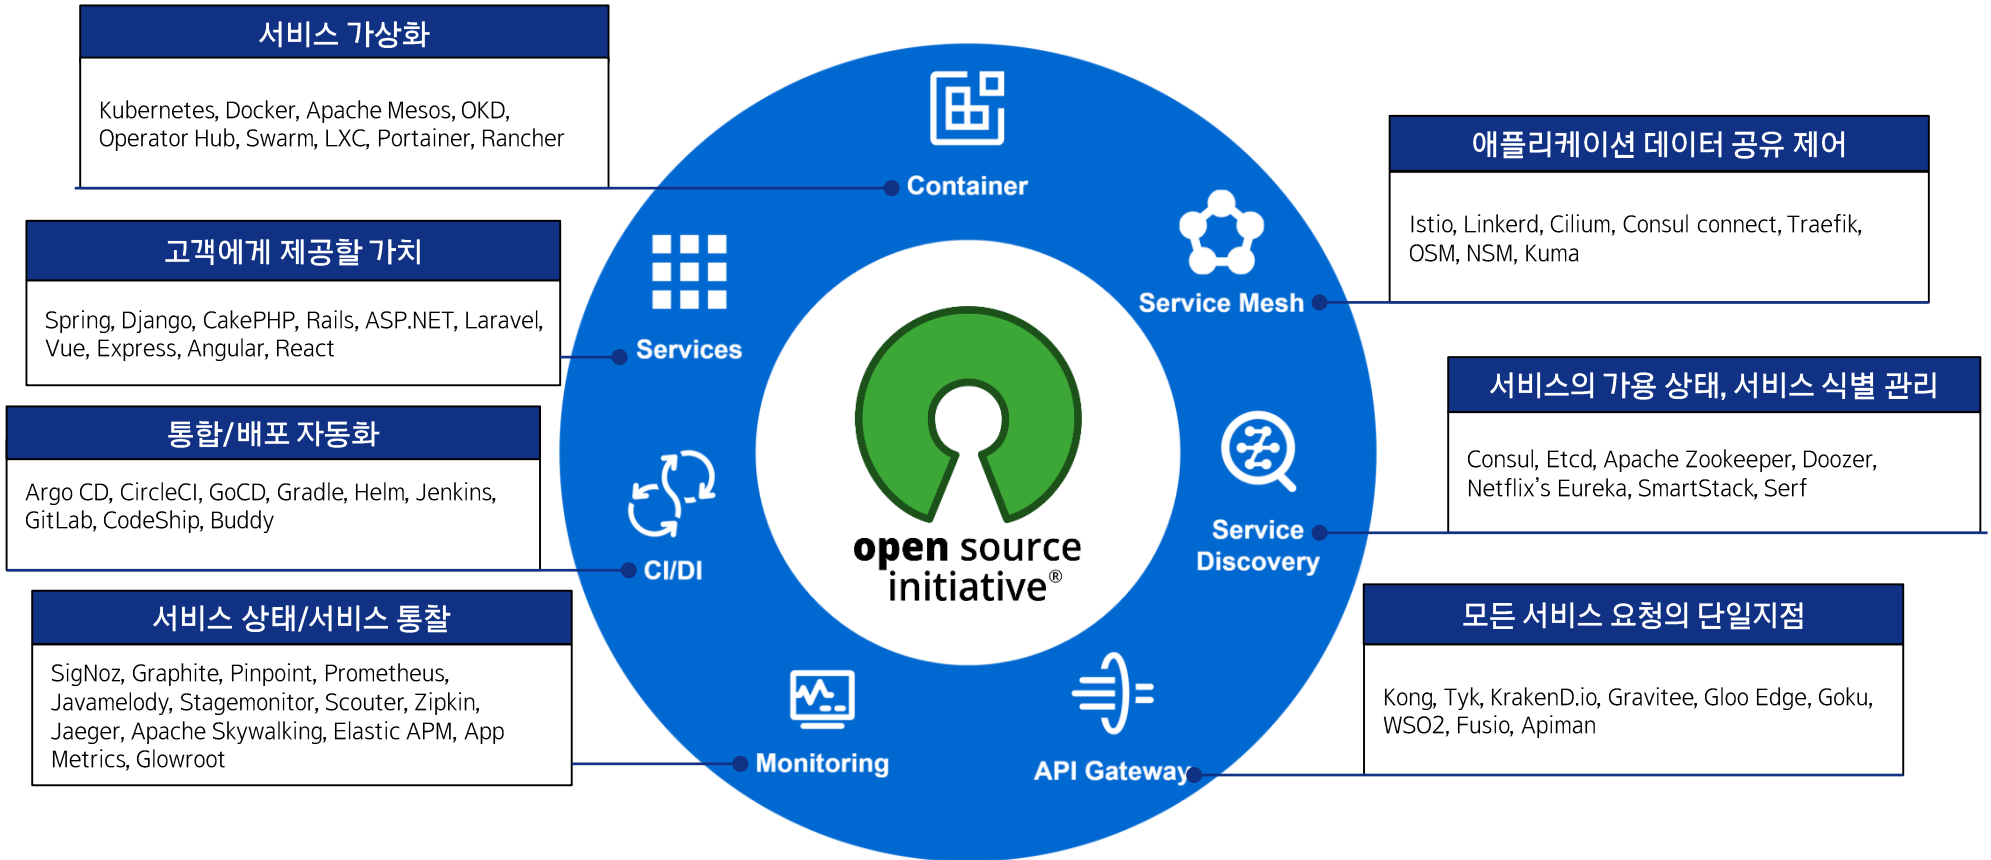 서비스 가상화
Kubernetes, Docker, Apache Mesos, OKD,
Operator Hub, Swarm, LXC, Portainer, Rancher
Container
고객에게 제공할 가치
Spring, Django, CakePHP, Rails, ASP.NET, Laravel,
Vue, Express, Angular, React
Services
통합/배포 자동화
Argo CD, CircleCI, GoCD, Gradle, Helm, Jenkins,
GitLab, CodeShip, Buddy
CI/DI
서비스 상태/서비스 통찰
SigNoz, Graphite, Pinpoint, Prometheus,
Javamelody, Stagemonitor, Scouter, Zipkin,
Jaeger, Apache Skywalking, Elastic APM, App
Metrics, Glowroot
Monitoring
open source
initiative®
애플리케이션 데이터 공유 제어
Istio, Linkerd, Cilium, Consul connect, Traefik,
OSM, NSM, Kuma
Service Mesh
서비스의 가용 상태, 서비스 식별 관리
Consul, Etcd, Apache Zookeeper, Doozer,
Netflix's Eureka, SmartStack, Serf
Service
Discovery
모든 서비스 요청의 단일지점
Kong, Tyk, KrakenD.io, Gravitee, Gloo Edge, Goku,
WSO2, Fusio, Apiman
API Gateway